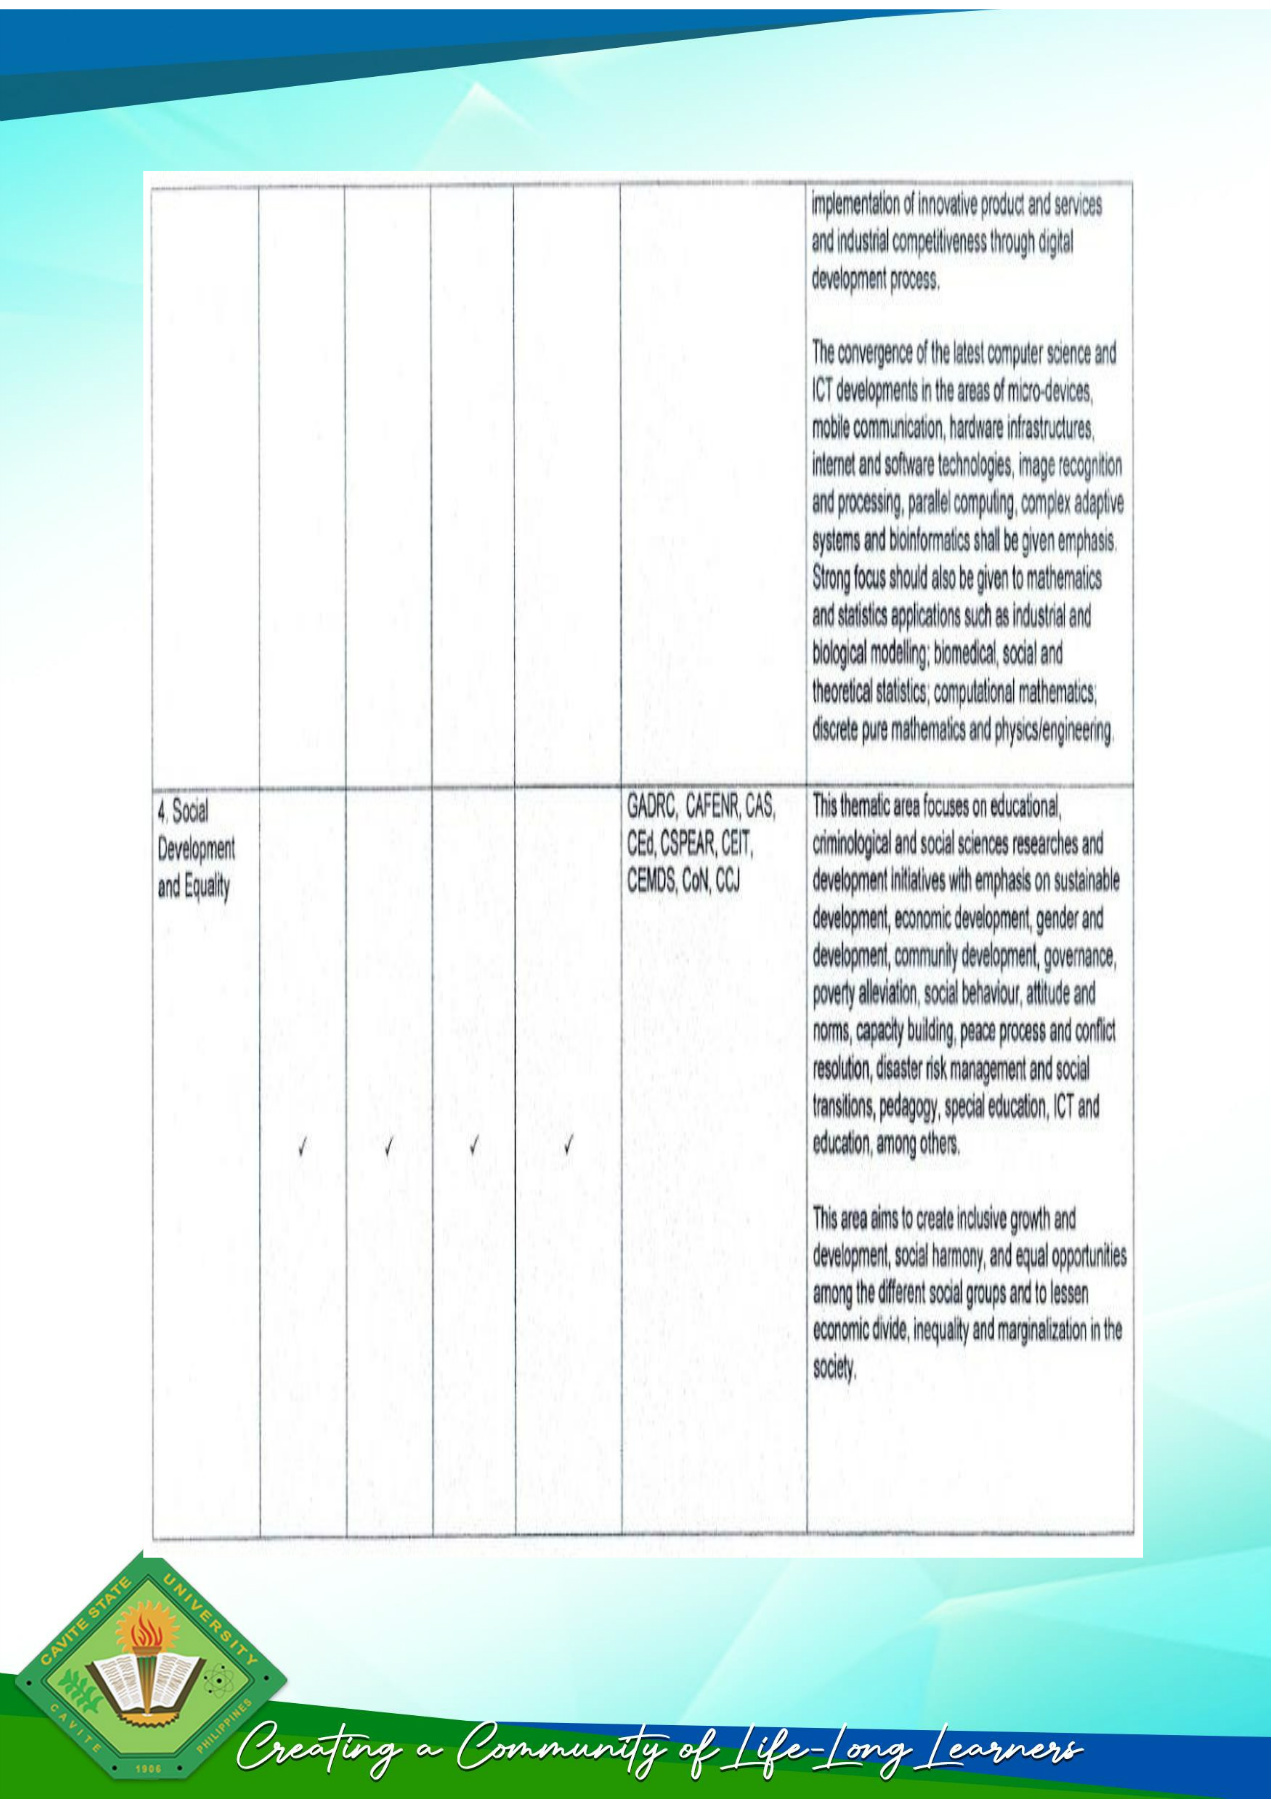 implementation of innovative product and services
and industrial competitiveness through digital
development process.
The convergence of the latest computer science and
ICT developments in the areas of micro-devices,
mobile communication, hardware infrastructures,
internet and software technologies, image recognition
and processing, parallel computing, complex adaptive
systems and bioinformatics shall be given emphasis.
Strong focus should also be given to mathematics
and statistics applications such as industrial and
biological modelling; biomedical, social and
theoretical statistics; computational mathematics;
discrete pure mathematics and physics/engineering.
4. Social
Development
and Equality
✓ ✓ ✓ ✓
GADRC, CAFENR, CAS,
CEd, CSPEAR, CEIT,
CEMDS, CoN, CCJ
This thematic area focuses on educational,
criminological and social sciences researches and
development initiatives with emphasis on sustainable
development, economic development, gender and
development, community development, governance,
poverty alleviation, social behaviour, attitude and
norms, capacity building, peace process and conflict
resolution, disaster risk management and social
transitions, pedagogy, special education, ICT and
education, among others.
This area aims to create inclusive growth and
development, social harmony, and equal opportunities
among the different social groups and to lessen
economic divide, inequality and marginalization in the
society.
CAVITE STATE UNIVERSITY
CAVITE PHILIPPINES
1906
Creating a Community of Life-Long Learners